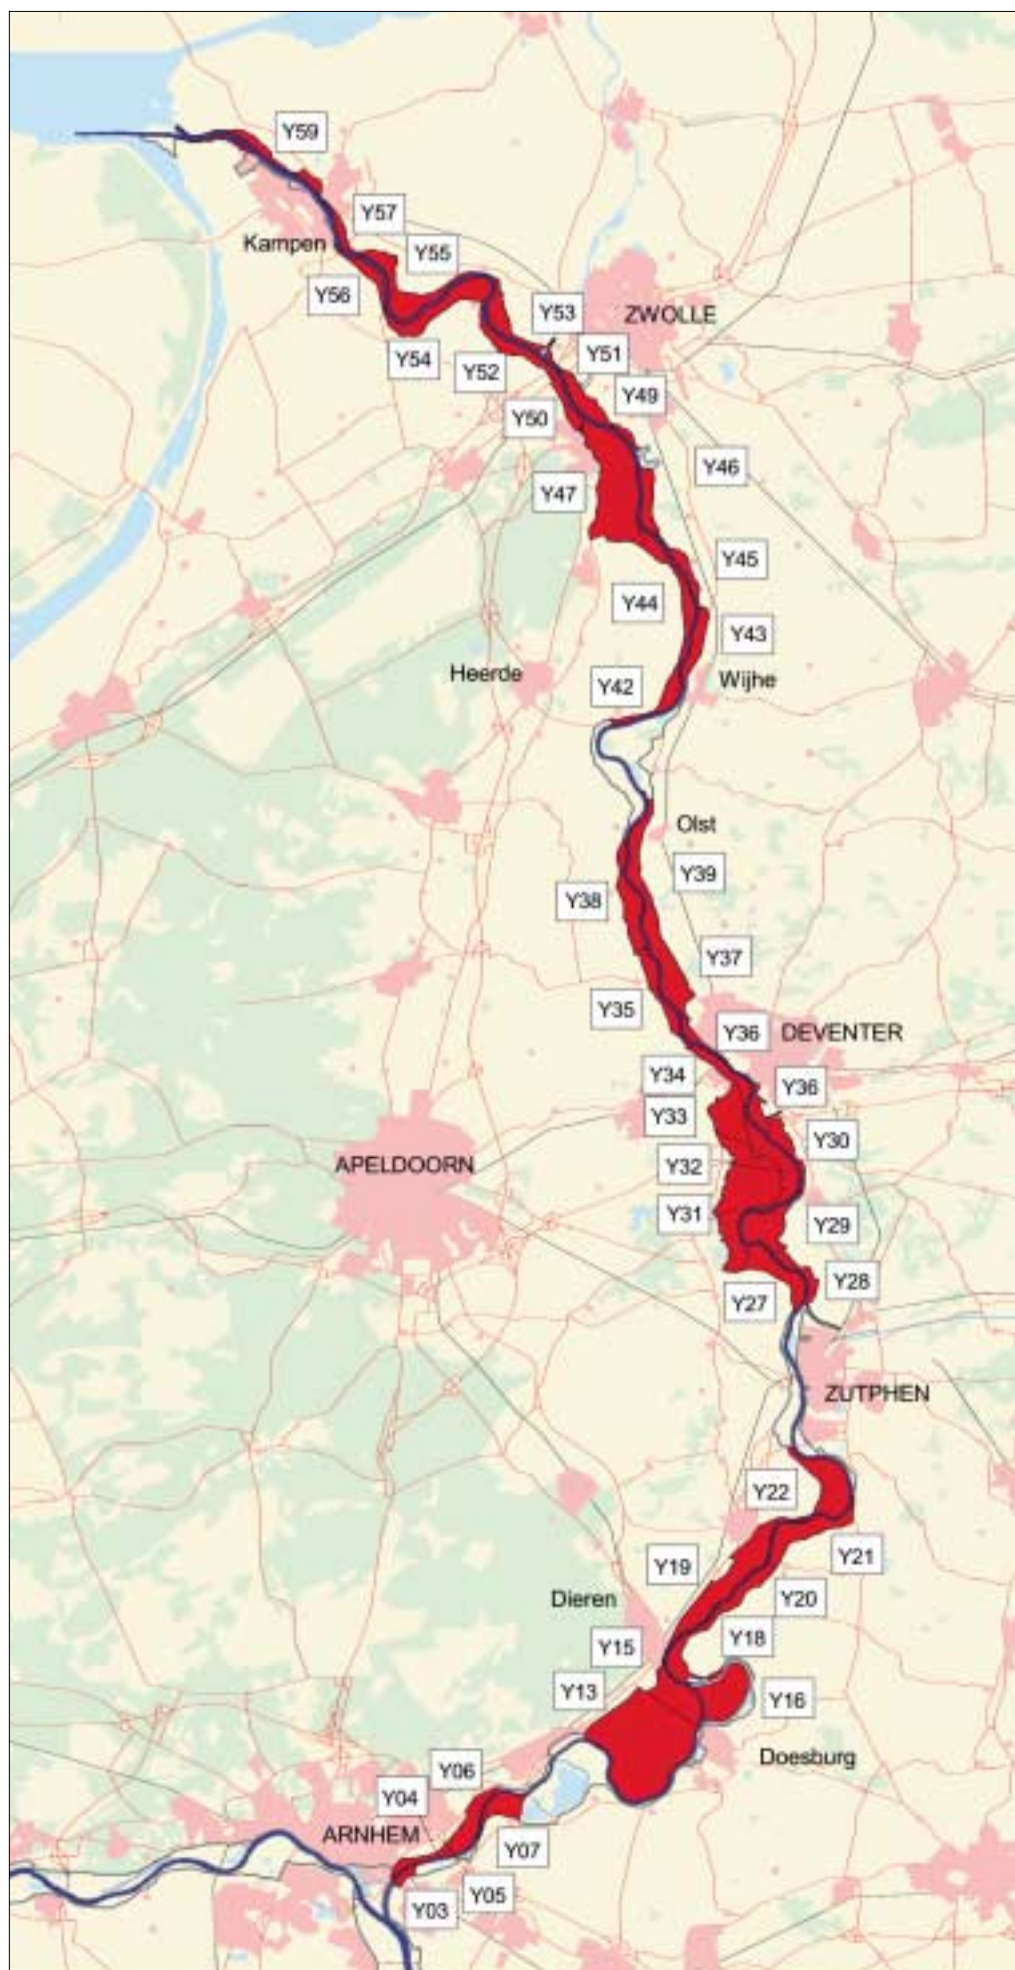 Y59
Y57
Kampen
Y55
Y56
Y53
ZWOLLE
Y54
Y51
Y52
Y49
Y50
Y46
Y47
Y45
Y44
Y43
Heerde
Y42
Wijhe
Olst
Y39
Y38
Y37
Y35
Y36
DEVENTER
Y34
Y36
Y33
Y30
APELDOORN
Y32
Y31
Y29
Y28
Y27
ZUTPHEN
Y22
Y21
Y19
Dieren
Y20
Y18
Y15
Y13
Y16
Doesburg
Y06
Y04
ARNHEM
Y07
Y05
Y03